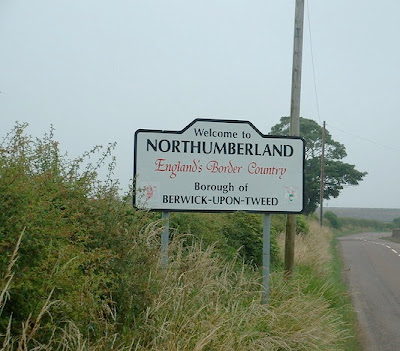 Welcome to
NORTHUMBERLAND
England's Border Country
Borough of
BERWICK-UPON-TWEED